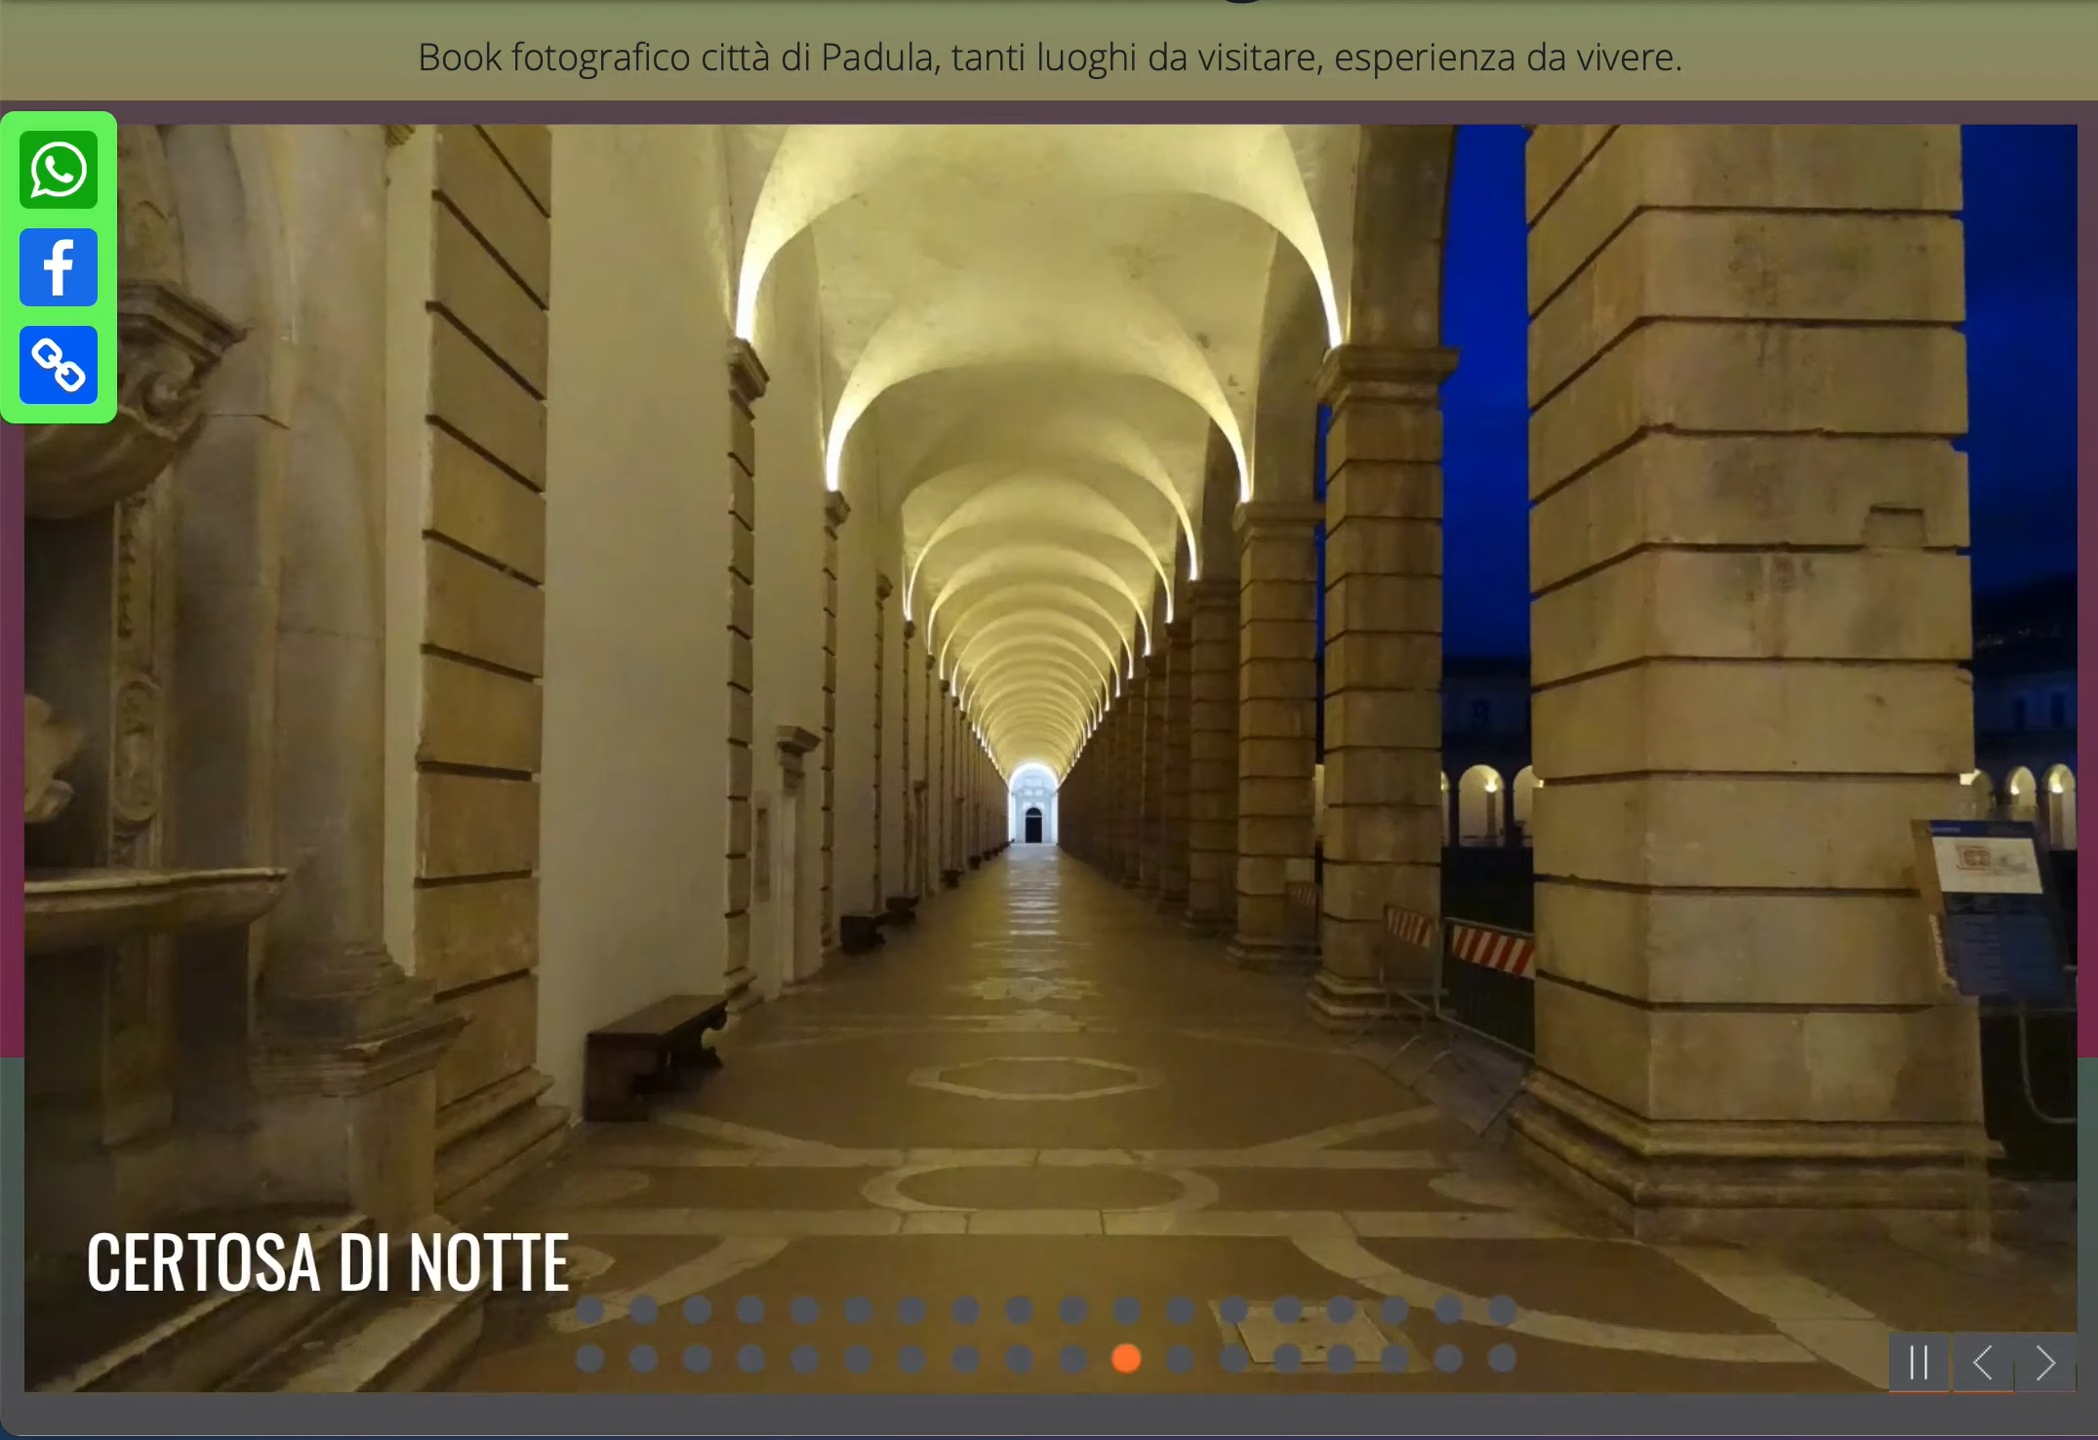 Book fotografico città di Padula, tanti luoghi da visitare, esperienza da vivere.
CERTOSA DI NOTTE